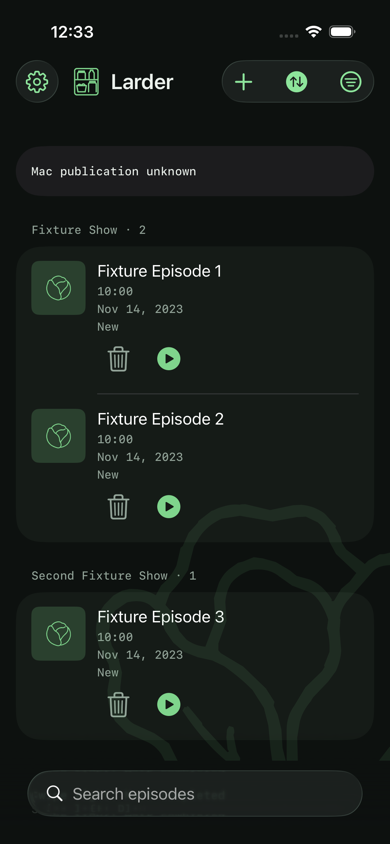 12:33
Larder
Mac publication unknown
Fixture Show · 2
Fixture Episode 1
10:00
Nov 14, 2023
New
Fixture Episode 2
10:00
Nov 14, 2023
New
Second Fixture Show · 1
Fixture Episode 3
10:00
Nov 14, 2023
New
Search episodes